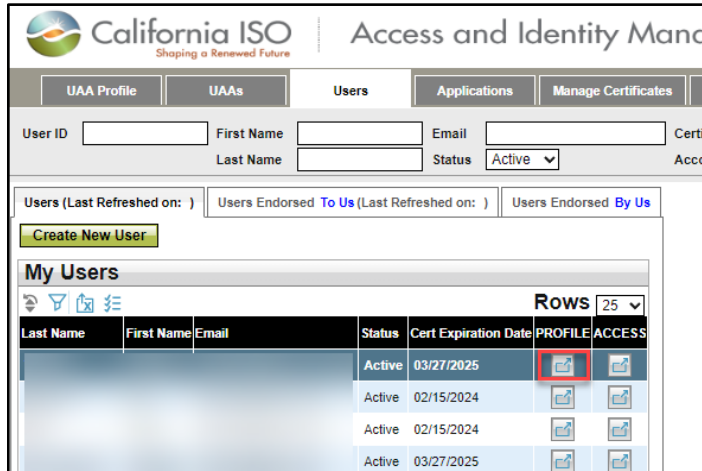 California ISO
Shaping a Renewed Future
Access and Identity Mana
UAA Profile UAAs Users Applications Manage Certificates
User ID First Name Email Certi
Last Name Status Active Acco
Users (Last Refreshed on: ) Users Endorsed To Us (Last Refreshed on: ) Users Endorsed By Us
Create New User
My Users
Rows 25
Last Name First Name Email Status Cert Expiration Date PROFILE ACCESS
Active 03/27/2025
Active 02/15/2024
Active 02/15/2024
Active 03/27/2025